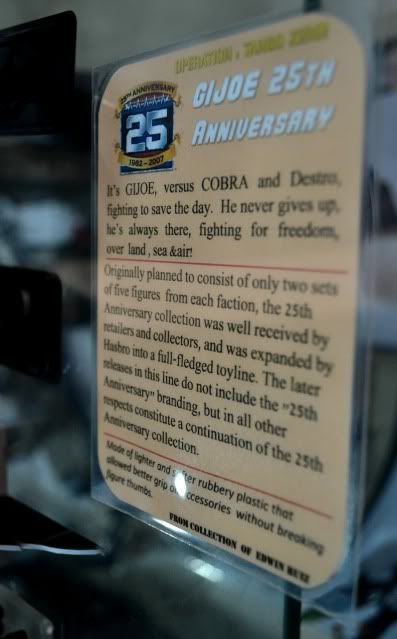 OPERATION : TANGO
GIJOE 25TH
25TH ANNIVERSARY
25
ANNIVERSARY
1982 - 2007
It's GIJOE, versus COBRA and Destro,
fighting to save the day. He never gives up,
he's always there, fighting for freedom,
over land , sea &air!
Originally planned to consist of only two sets
of five figures from each faction, the 25th
Anniversary collection was well received by
retailers and collectors, and was expanded by
Hasbro into a full-fledged toyline. The later
releases in this line do not include the "25th
Anniversary" branding, but in all other
respects constitute a continuation of the 25th
Anniversary collection.
Made of lighter and softer rubbery plastic that
allowed better grip of accessories without breaking
figure thumbs.
FROM COLLECTION OF EDWIN RUIZ